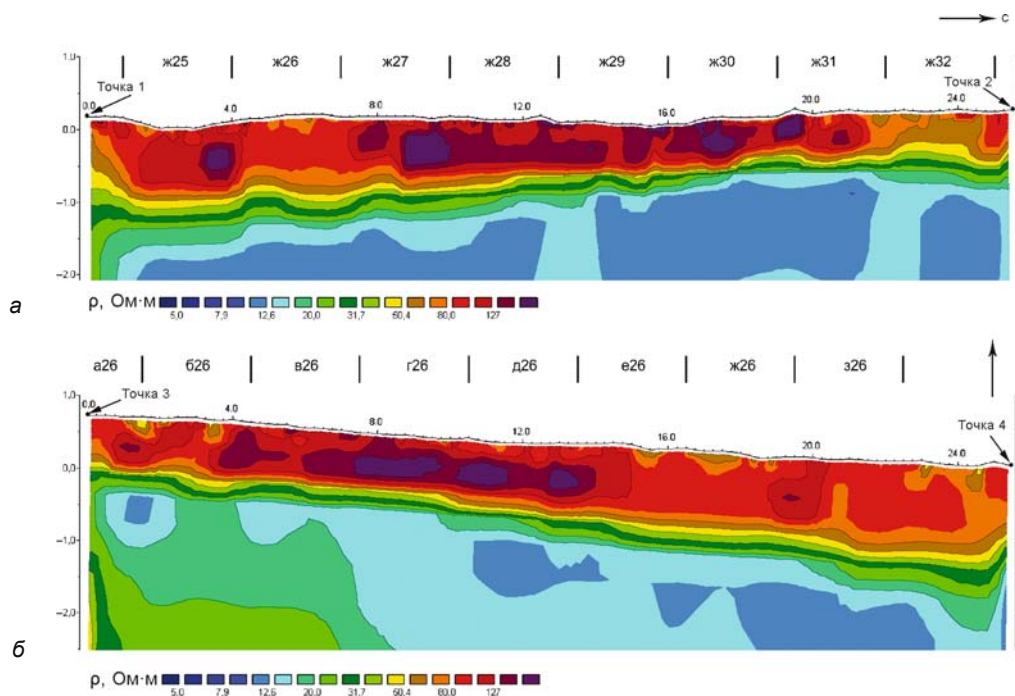 С
ж25 ж26 ж27 ж28 ж29 ж30 ж31 ж32
1.0
Точка 1 Точка 2
0.0 4.0 8.0 12.0 16.0 20.0 24.0
0.0
-1.0
-2.0
а
ρ, Ом·м
5,0 7,9 12,6 20,0 31,7 50,4 80,0 127
а26 б26 в26 г26 д26 е26 ж26 з26
1.0
Точка 3
0.0 4.0 8.0 12.0 16.0 20.0 24.0
Точка 4
0,0
-1,0
-2,0
б
ρ, Ом·м
5,0 7,9 12,6 20,0 31,7 50,4 80,0 127